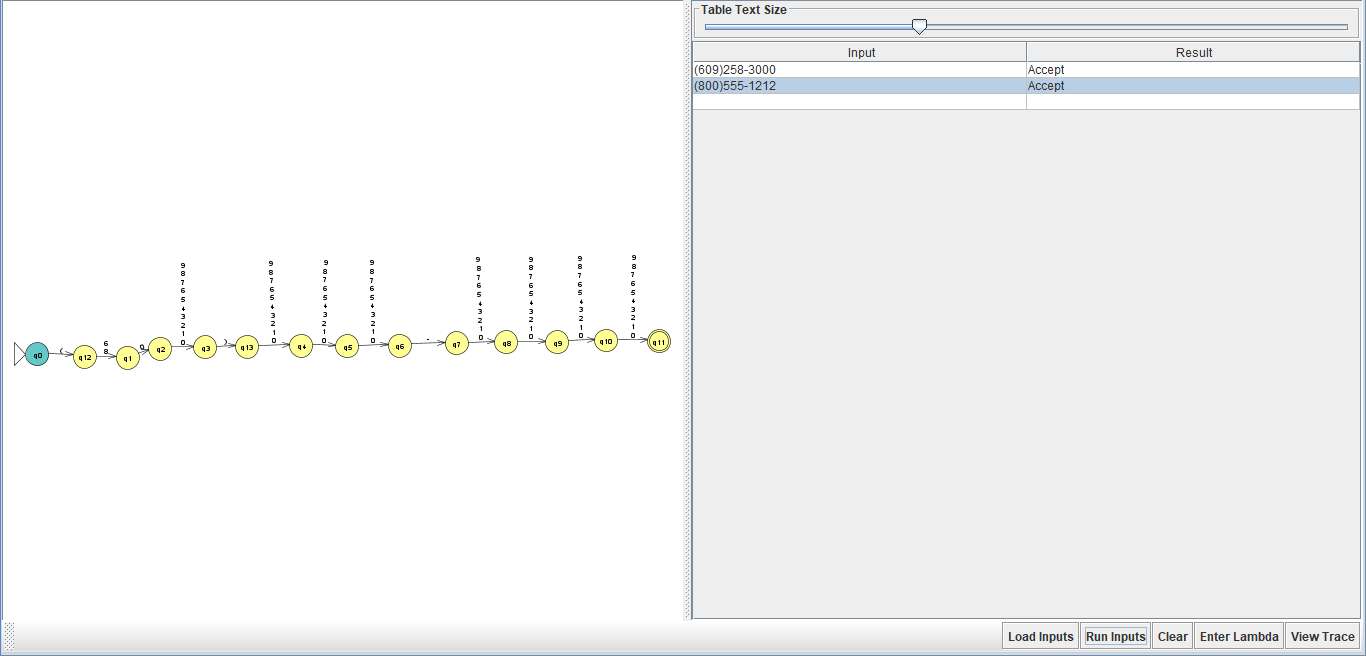 Table Text Size
Input Result
(609)258-3000 Accept
(800)555-1212 Accept
9 9 9 9 9 9 9 9
8 8 8 8 8 8 8 8
7 7 7 7 7 7 7 7
6 6 6 6 6 6 6 6
5 5 5 5 5 5 5 5
4 4 4 4 4 4 4 4
3 3 3 3 3 3 3 3
2 2 2 2 2 2 2 2
1 1 1 1 1 1 1 1
0 0 0 0 0 0 0 0
( 6 0 ) -
8
q0 q12 q1 q2 q3 q13 q4 q5 q6 q7 q8 q9 q10 q11
Load Inputs Run Inputs Clear Enter Lambda View Trace